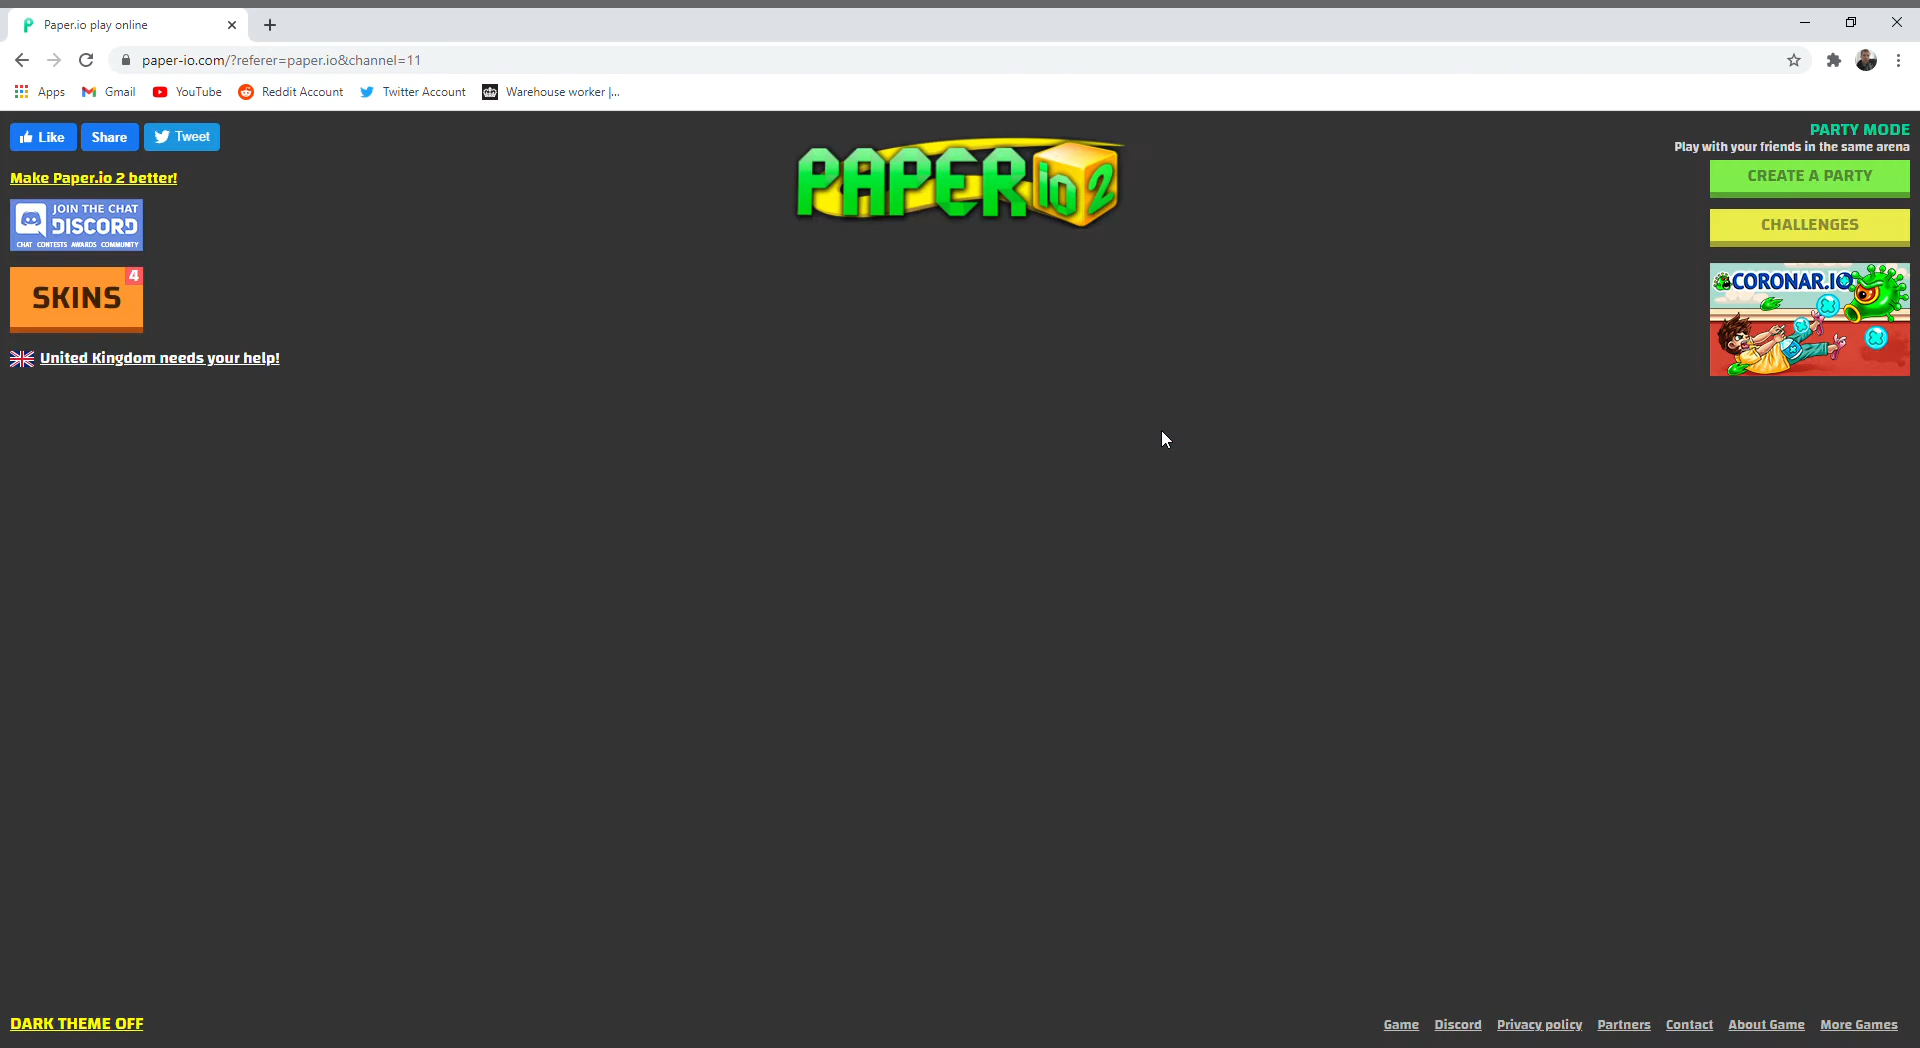 Paper.io play online
paper-io.com/?referer=paper.io&channel=11
Apps
Gmail
YouTube
Reddit Account
Twitter Account
Warehouse worker |...
Like
Share
Tweet
Make Paper.io 2 better!
JOIN THE CHAT
DISCORD
CHAT CONTESTS AWARDS COMMUNITY
4
SKINS
United Kingdom needs your help!
PAPER io 2
PARTY MODE
Play with your friends in the same arena
CREATE A PARTY
CHALLENGES
CORONAR.IO
DARK THEME OFF
Game
Discord
Privacy policy
Partners
Contact
About Game
More Games